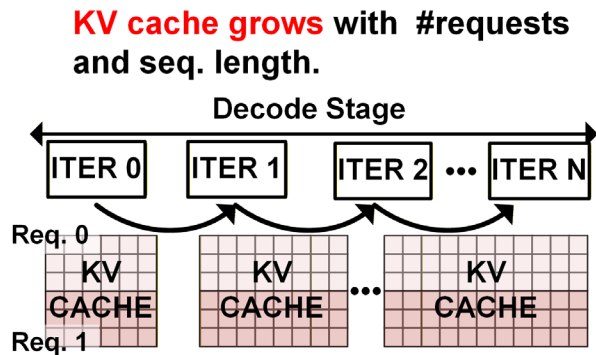 KV cache grows with #requests
and seq. length.
Decode Stage
ITER 0 ITER 1 ITER 2 ••• ITER N
Req. 0
KV KV KV
CACHE CACHE ••• CACHE
Req. 1